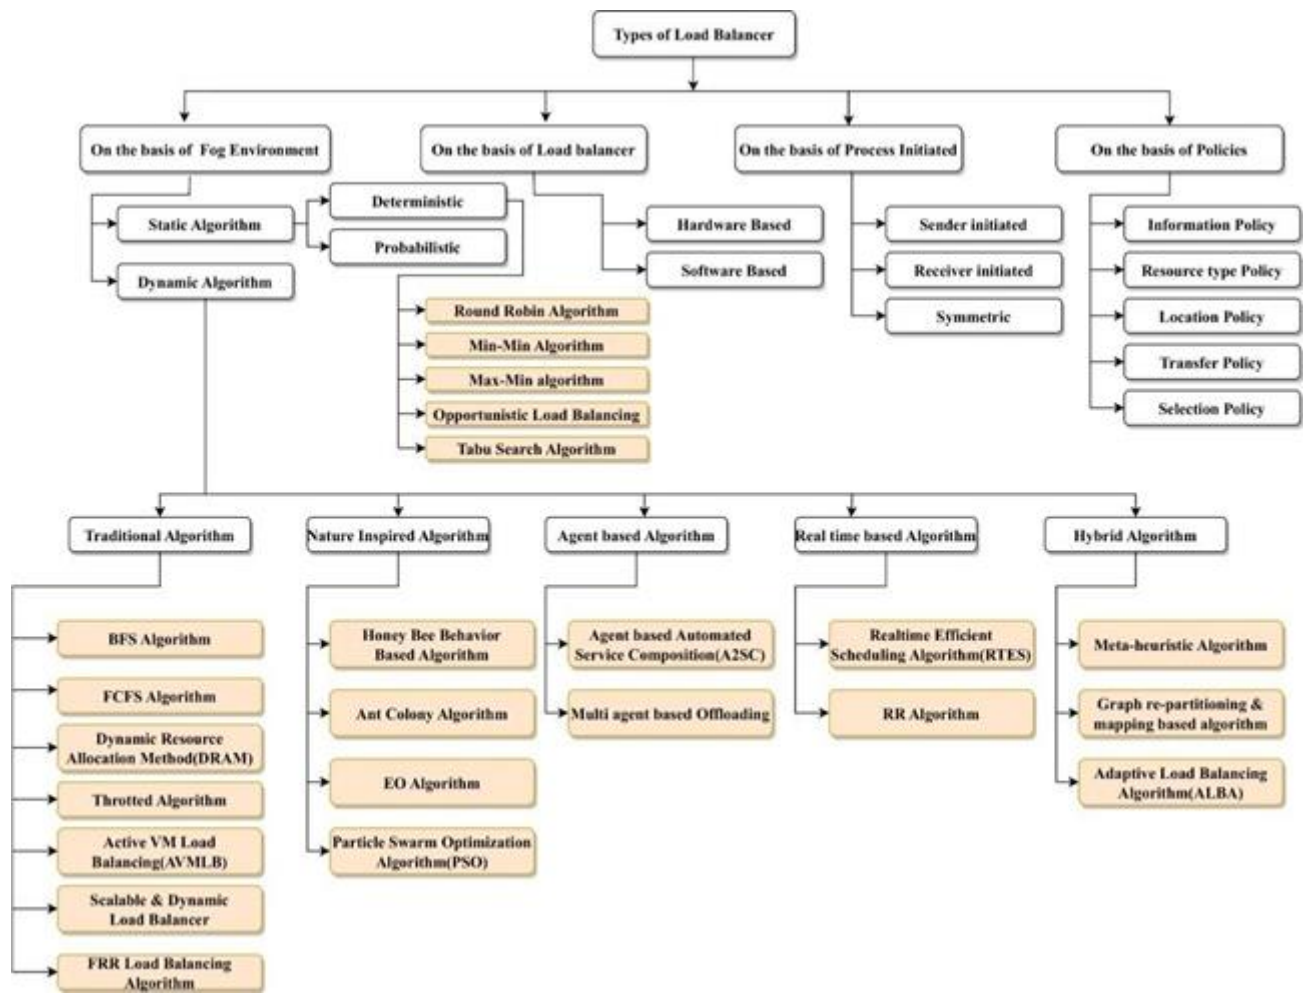 Types of Load Balancer
On the basis of Fog Environment
On the basis of Load balancer
On the basis of Process Initiated
On the basis of Policies
Static Algorithm
Deterministic
Probabilistic
Dynamic Algorithm
Round Robin Algorithm
Min-Min Algorithm
Max-Min algorithm
Opportunistic Load Balancing
Tabu Search Algorithm
Hardware Based
Software Based
Sender initiated
Receiver initiated
Symmetric
Information Policy
Resource type Policy
Location Policy
Transfer Policy
Selection Policy
Traditional Algorithm
Nature Inspired Algorithm
Agent based Algorithm
Real time based Algorithm
Hybrid Algorithm
BFS Algorithm
FCFS Algorithm
Dynamic Resource
Allocation Method(DRAM)
Throtted Algorithm
Active VM Load
Balancing(AVMLB)
Scalable & Dynamic
Load Balancer
FRR Load Balancing
Algorithm
Honey Bee Behavior
Based Algorithm
Ant Colony Algorithm
EO Algorithm
Particle Swarm Optimization
Algorithm(PSO)
Agent based Automated
Service Composition(A2SC)
Multi agent based Offloading
Realtime Efficient
Scheduling Algorithm(RTES)
RR Algorithm
Meta-heuristic Algorithm
Graph re-partitioning &
mapping based algorithm
Adaptive Load Balancing
Algorithm(ALBA)